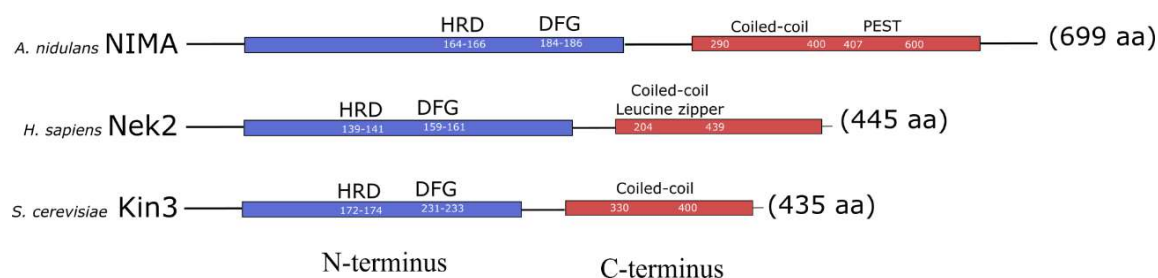 HRD DFG Coiled-coil PEST
A. nidulans NIMA 164-166 184-186 290 400 407 600 (699 aa)
Coiled-coil
HRD DFG Leucine zipper
H. sapiens Nek2 139-141 159-161 204 439 (445 aa)
HRD DFG Coiled-coil
S. cerevisiae Kin3 172-174 231-233 330 400 (435 aa)
N-terminus C-terminus